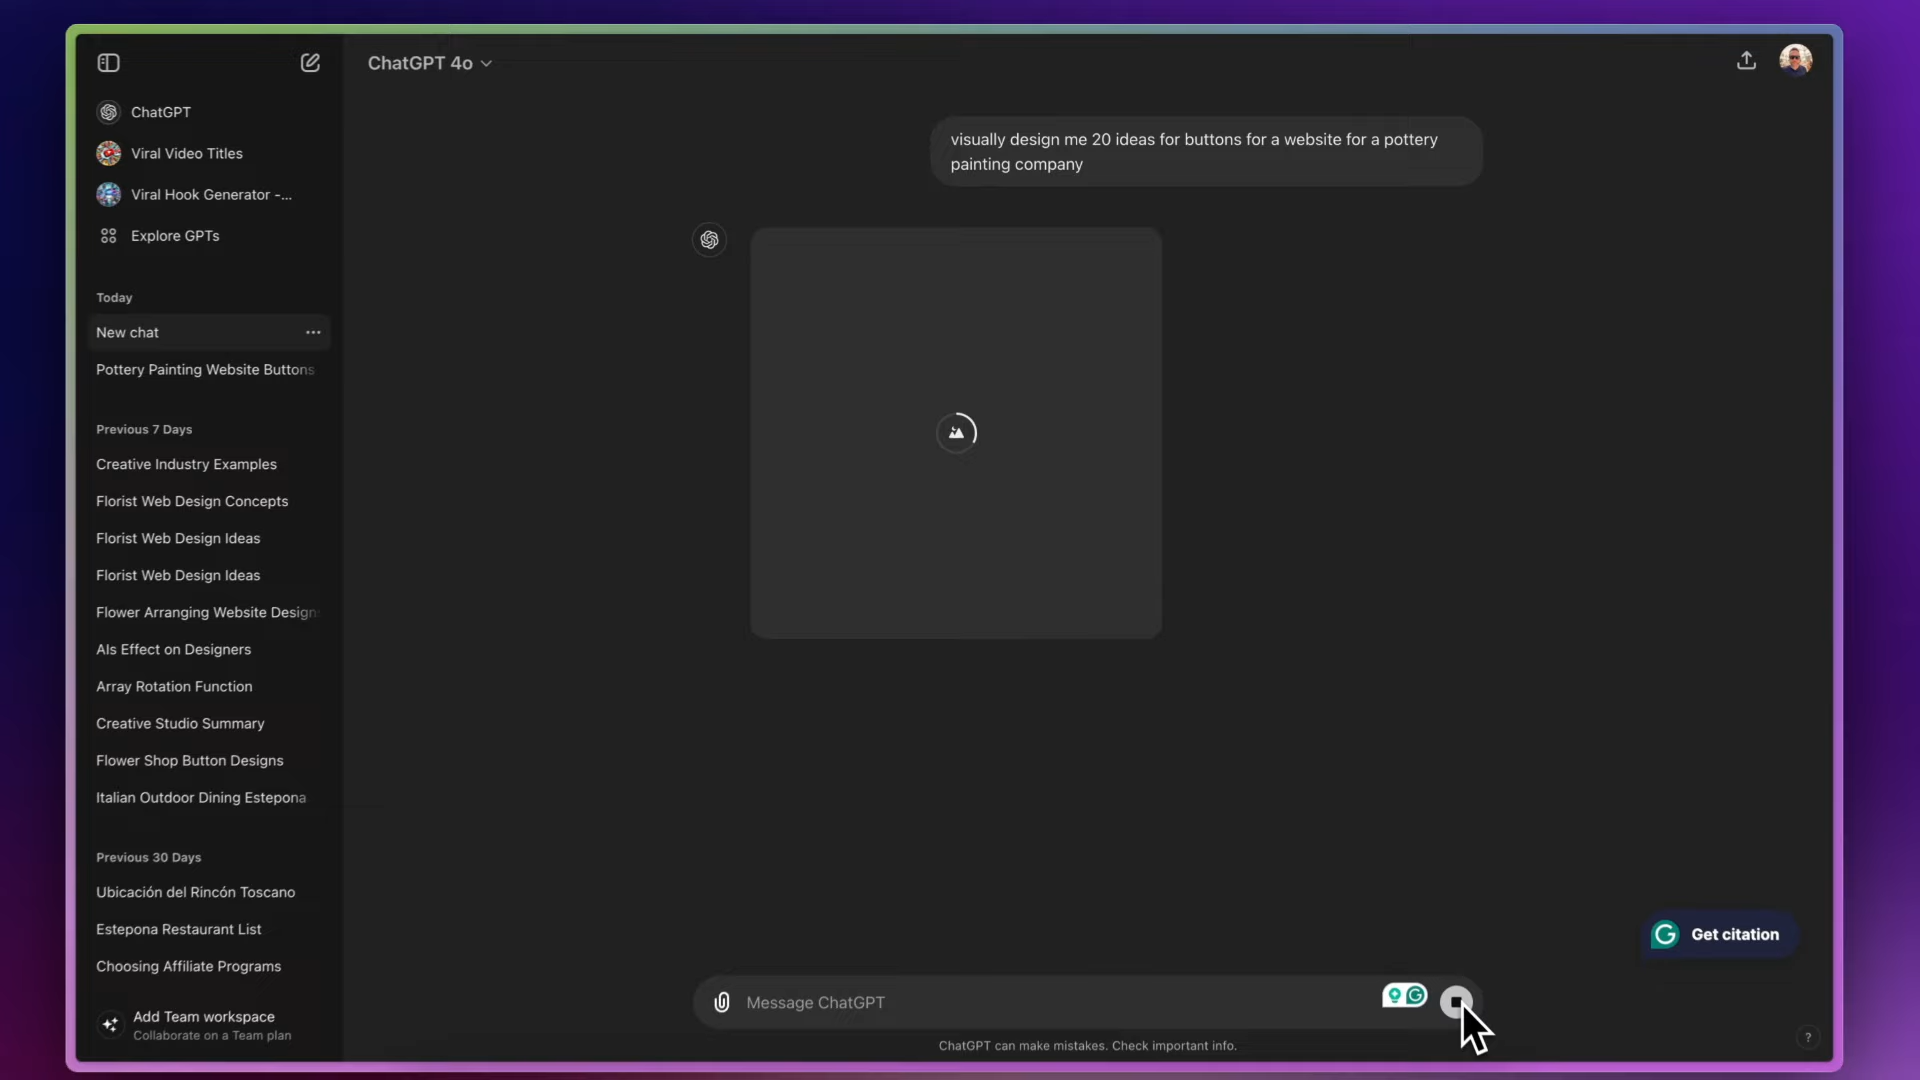 ChatGPT 4o
ChatGPT
Viral Video Titles
Viral Hook Generator -...
Explore GPTs
Today
New chat
Pottery Painting Website Buttons
Previous 7 Days
Creative Industry Examples
Florist Web Design Concepts
Florist Web Design Ideas
Florist Web Design Ideas
Flower Arranging Website Design
AIs Effect on Designers
Array Rotation Function
Creative Studio Summary
Flower Shop Button Designs
Italian Outdoor Dining Estepona
Previous 30 Days
Ubicación del Rincón Toscano
Estepona Restaurant List
Choosing Affiliate Programs
Add Team workspace
Collaborate on a Team plan
visually design me 20 ideas for buttons for a website for a pottery
painting company
Get citation
Message ChatGPT
ChatGPT can make mistakes. Check important info.
?